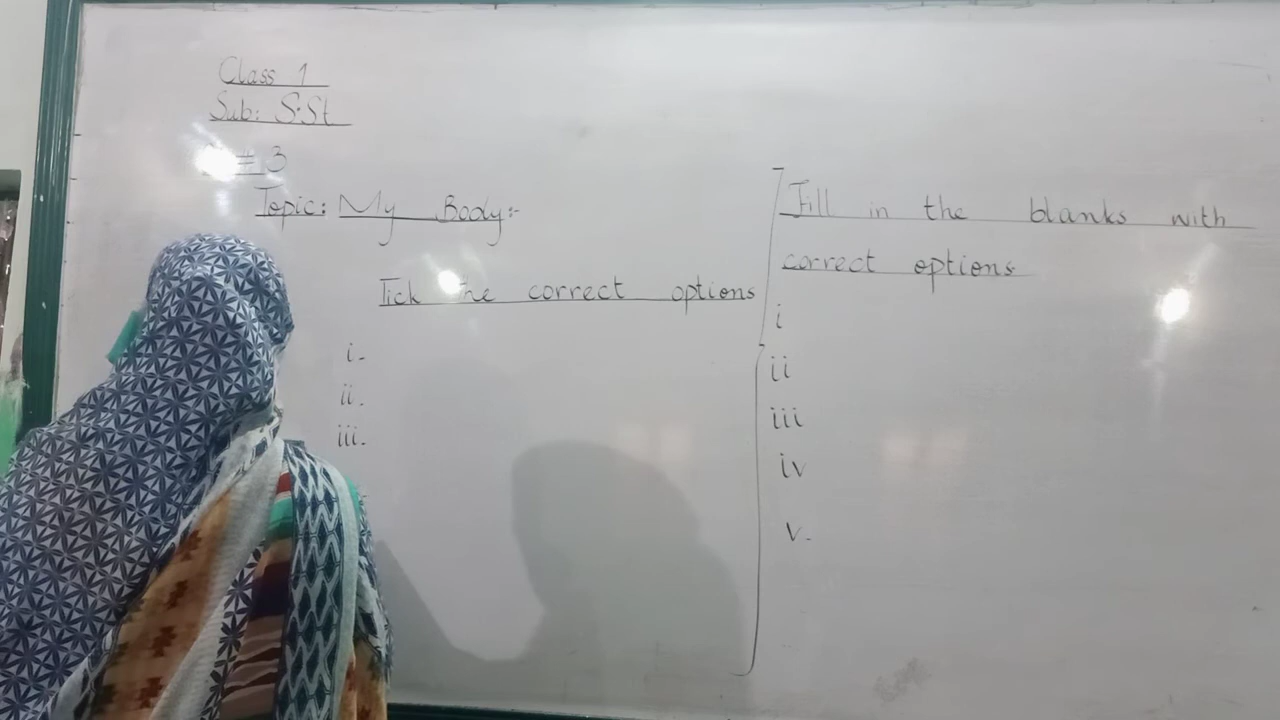 Class 1
Sub: S.St
# 3
Topic: My Body:-
Tick the correct options
i.
ii.
iii.
Fill in the blanks with
correct options
i
ii
iii
iv
v.